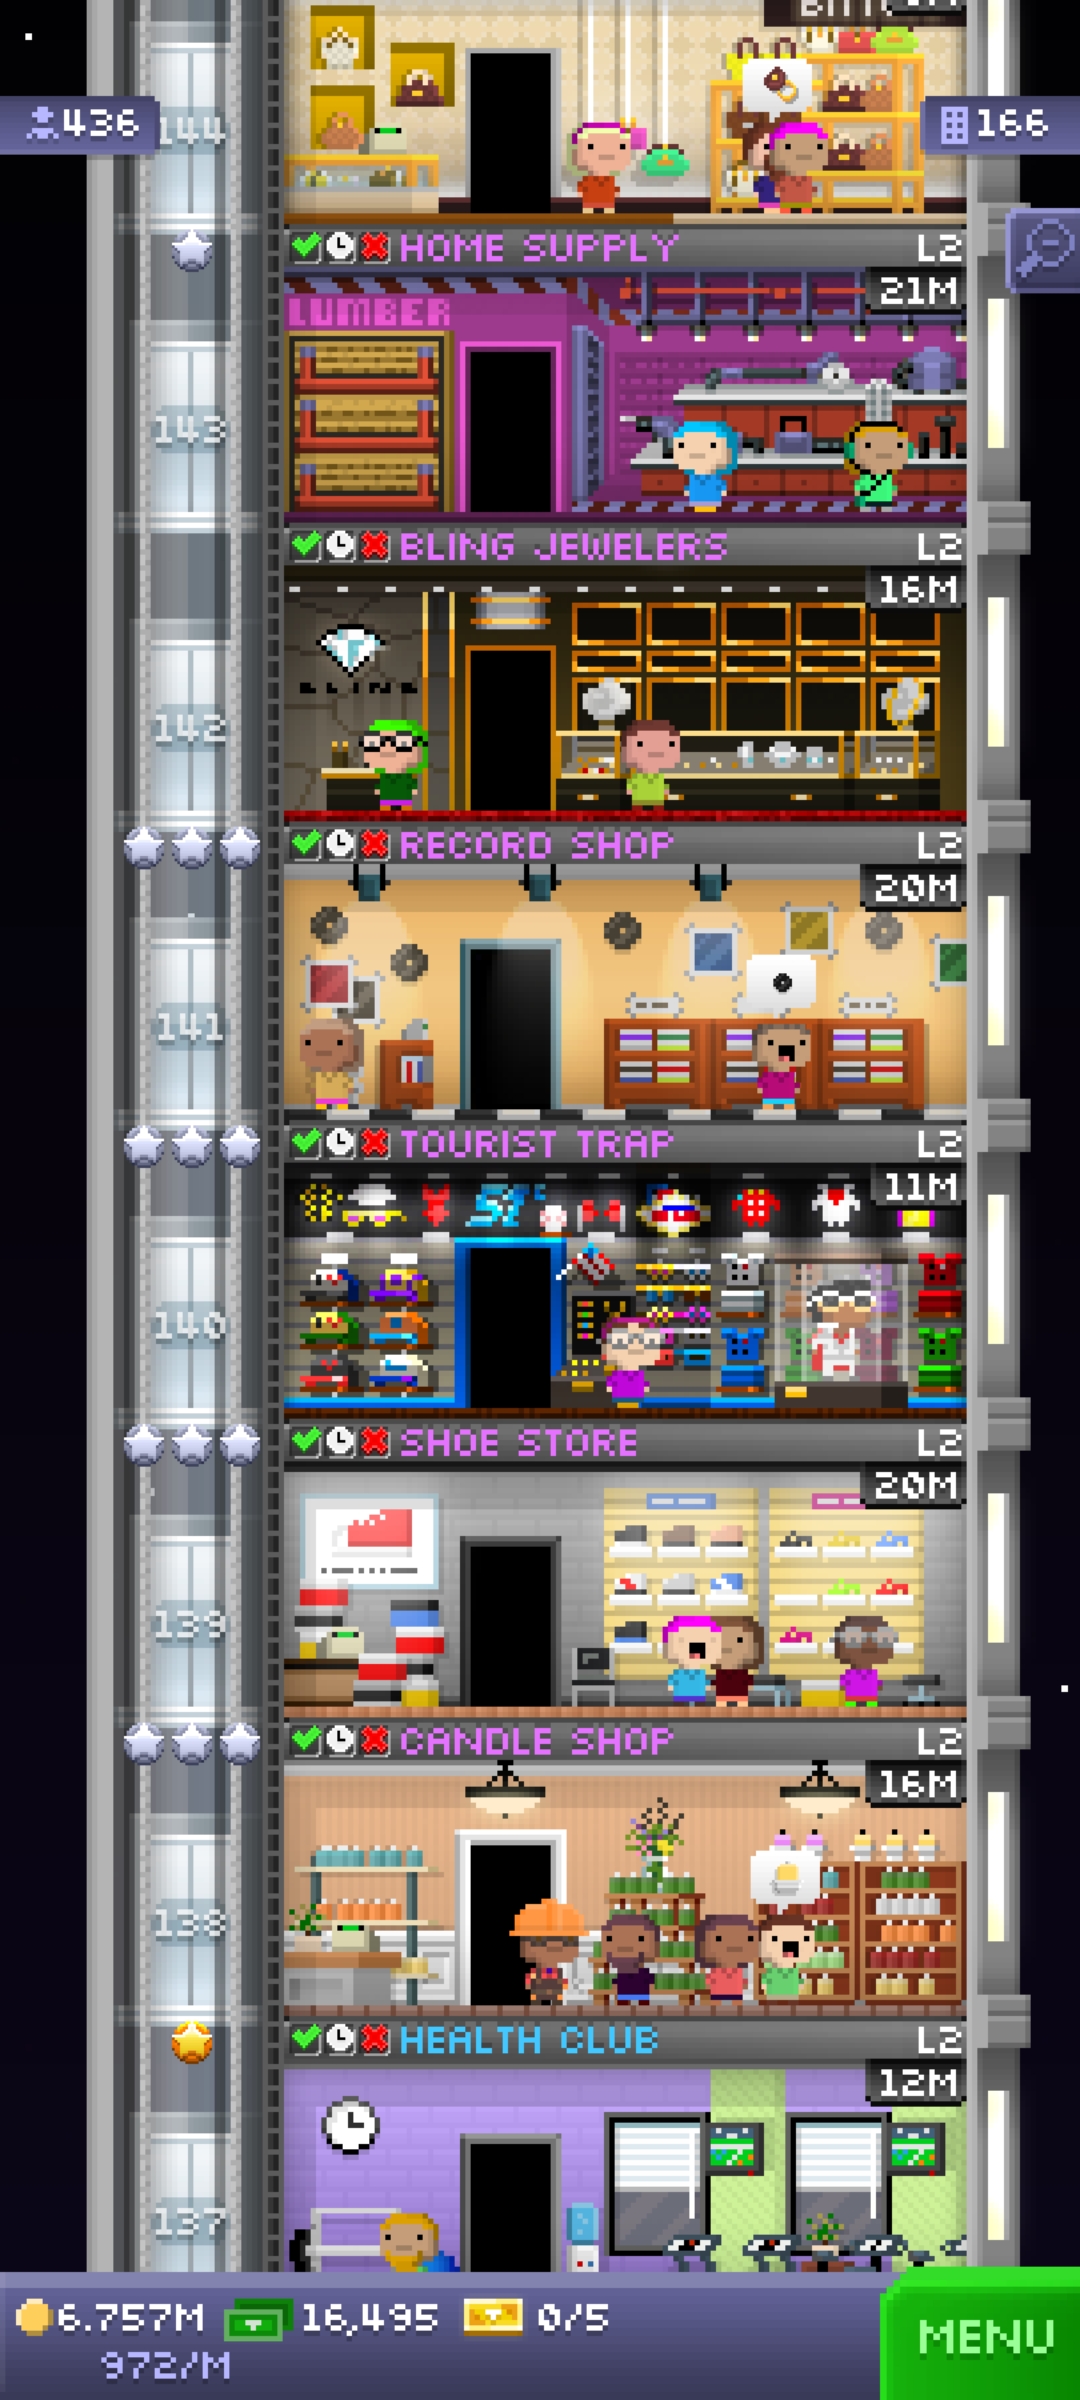 436
144
166
HOME SUPPLY L2
21M
LUMBER
143
BLING JEWELERS L2
16M
BLING
142
RECORD SHOP L2
20M
141
TOURIST TRAP L2
11M
140
SHOE STORE L2
20M
139
CANDLE SHOP L2
16M
138
HEALTH CLUB L2
12M
137
6.757M 16,495 0/5
972/M
MENU